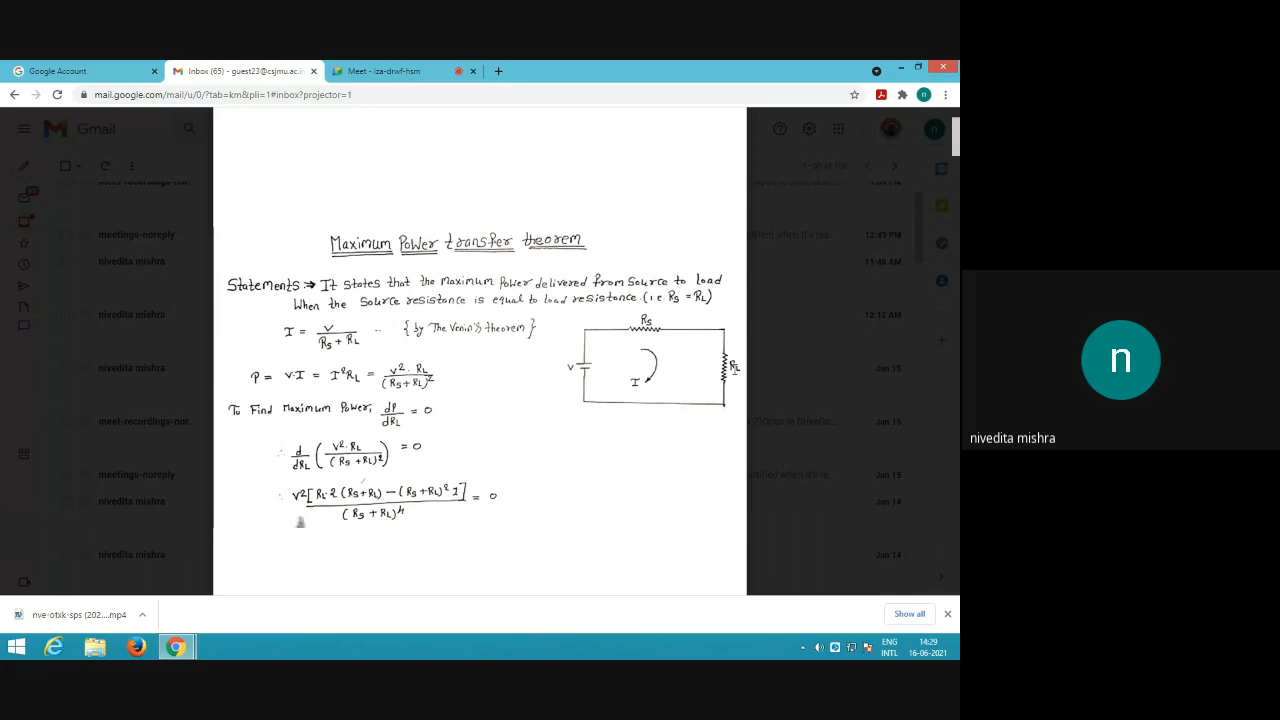 Google Account
Inbox (65) - guest23@csjmu.ac.in
Meet - iza-drwf-hsm
mail.google.com/mail/u/0/?tab=km&pli=1#inbox?projector=1
Gmail
meetings-noreply
12:49 PM
nivedita mishra
11:48 AM
nivedita mishra
12:12 AM
nivedita mishra
Jun 15
meet-recordings-nor.
Jun 15
meetings-noreply
Jun 15
nivedita mishra
Jun 14
nivedita mishra
Jun 14
Maximum Power transfer theorem
Statements ⇒ It states that the Maximum Power delivered from source to load
When the source resistance is equal to load resistance. (i.e Rs = RL)
I = V / (Rs + RL) ·· {by The Venin's theorem}
P = V·I = I²RL = V²·RL / (Rs+RL)²
To Find Maximum Power, dP/dRL = 0
∴ d/dRL (V²·RL / (Rs+RL)²) = 0
∴ V²[RL·2(Rs+RL) − (Rs+RL)² 1] / (Rs+RL)⁴ = 0
Rs
V
I
RL
n
nivedita mishra
nve-otxk-sps (202....mp4
Show all
ENG
INTL
14:29
16-06-2021